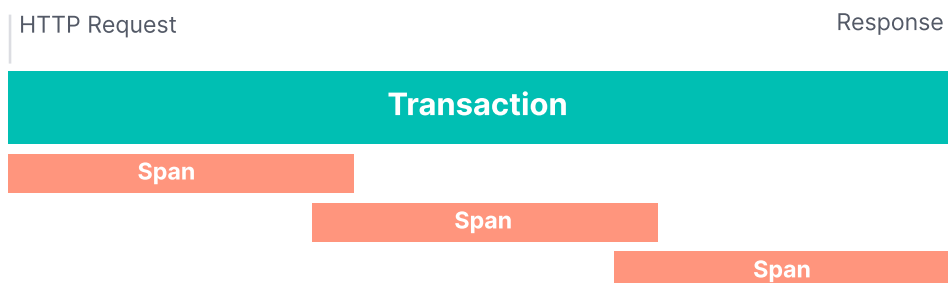 HTTP Request
Response
Transaction
Span
Span
Span